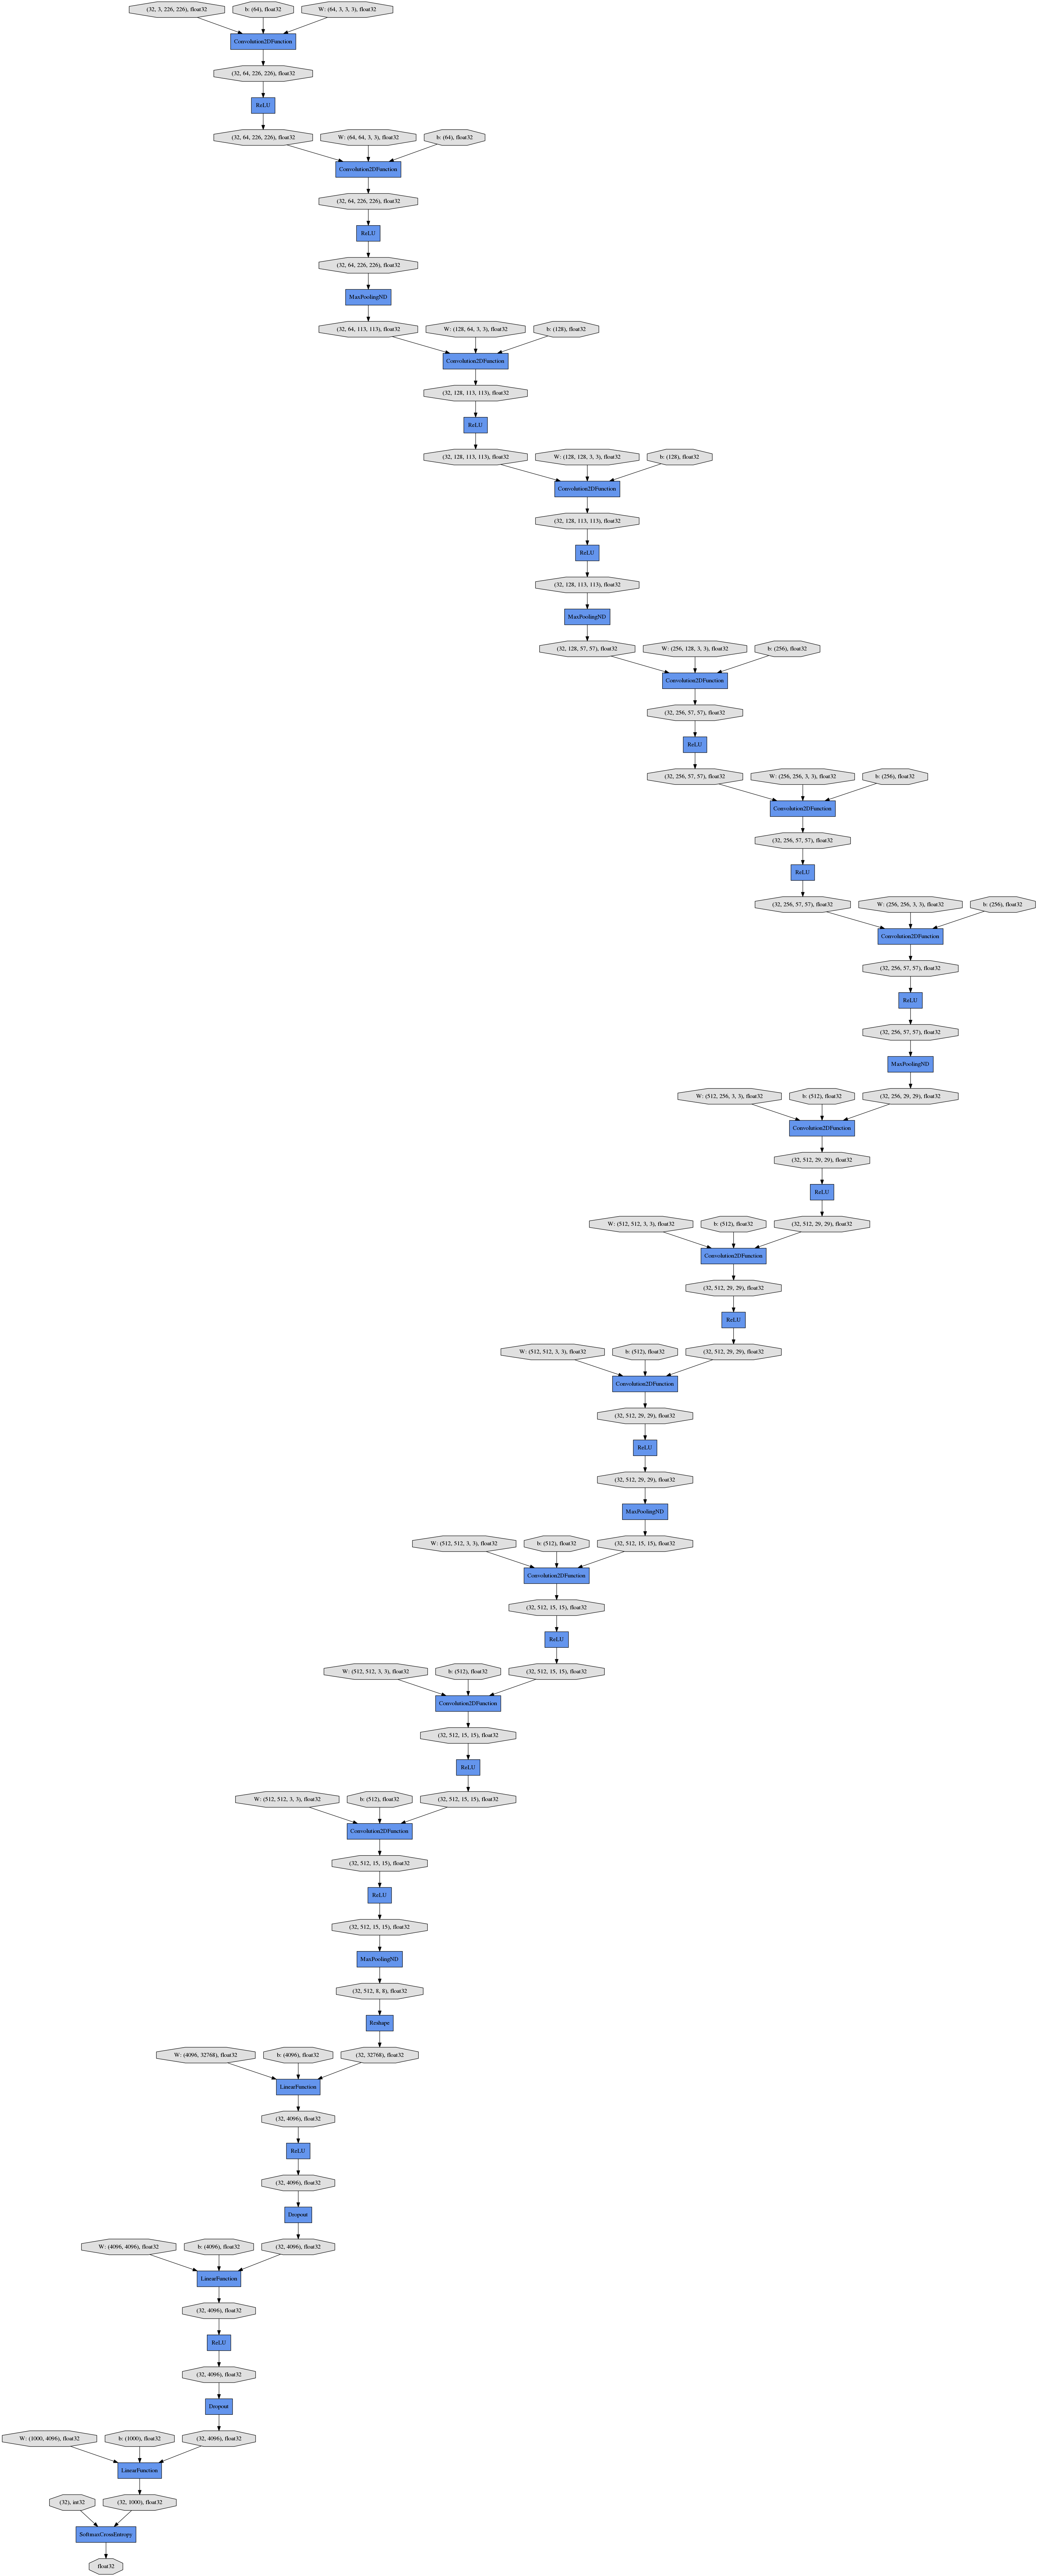 (32, 3, 226, 226), float32 b: (64), float32 W: (64, 3, 3, 3), float32
Convolution2DFunction
(32, 64, 226, 226), float32
ReLU
(32, 64, 226, 226), float32 W: (64, 64, 3, 3), float32 b: (64), float32
Convolution2DFunction
(32, 64, 226, 226), float32
ReLU
(32, 64, 226, 226), float32
MaxPoolingND
(32, 64, 113, 113), float32 W: (128, 64, 3, 3), float32 b: (128), float32
Convolution2DFunction
(32, 128, 113, 113), float32
ReLU
(32, 128, 113, 113), float32 W: (128, 128, 3, 3), float32 b: (128), float32
Convolution2DFunction
(32, 128, 113, 113), float32
ReLU
(32, 128, 113, 113), float32
MaxPoolingND
(32, 128, 57, 57), float32 W: (256, 128, 3, 3), float32 b: (256), float32
Convolution2DFunction
(32, 256, 57, 57), float32
ReLU
(32, 256, 57, 57), float32 W: (256, 256, 3, 3), float32 b: (256), float32
Convolution2DFunction
(32, 256, 57, 57), float32
ReLU
(32, 256, 57, 57), float32 W: (256, 256, 3, 3), float32 b: (256), float32
Convolution2DFunction
(32, 256, 57, 57), float32
ReLU
(32, 256, 57, 57), float32
MaxPoolingND
W: (512, 256, 3, 3), float32 b: (512), float32 (32, 256, 29, 29), float32
Convolution2DFunction
(32, 512, 29, 29), float32
ReLU
W: (512, 512, 3, 3), float32 b: (512), float32 (32, 512, 29, 29), float32
Convolution2DFunction
(32, 512, 29, 29), float32
ReLU
W: (512, 512, 3, 3), float32 b: (512), float32 (32, 512, 29, 29), float32
Convolution2DFunction
(32, 512, 29, 29), float32
ReLU
(32, 512, 29, 29), float32
MaxPoolingND
W: (512, 512, 3, 3), float32 b: (512), float32 (32, 512, 15, 15), float32
Convolution2DFunction
(32, 512, 15, 15), float32
ReLU
W: (512, 512, 3, 3), float32 b: (512), float32 (32, 512, 15, 15), float32
Convolution2DFunction
(32, 512, 15, 15), float32
ReLU
W: (512, 512, 3, 3), float32 b: (512), float32 (32, 512, 15, 15), float32
Convolution2DFunction
(32, 512, 15, 15), float32
ReLU
(32, 512, 15, 15), float32
MaxPoolingND
(32, 512, 8, 8), float32
Reshape
W: (4096, 32768), float32 b: (4096), float32 (32, 32768), float32
LinearFunction
(32, 4096), float32
ReLU
(32, 4096), float32
Dropout
W: (4096, 4096), float32 b: (4096), float32 (32, 4096), float32
LinearFunction
(32, 4096), float32
ReLU
(32, 4096), float32
Dropout
W: (1000, 4096), float32 b: (1000), float32 (32, 4096), float32
LinearFunction
(32), int32 (32, 1000), float32
SoftmaxCrossEntropy
float32